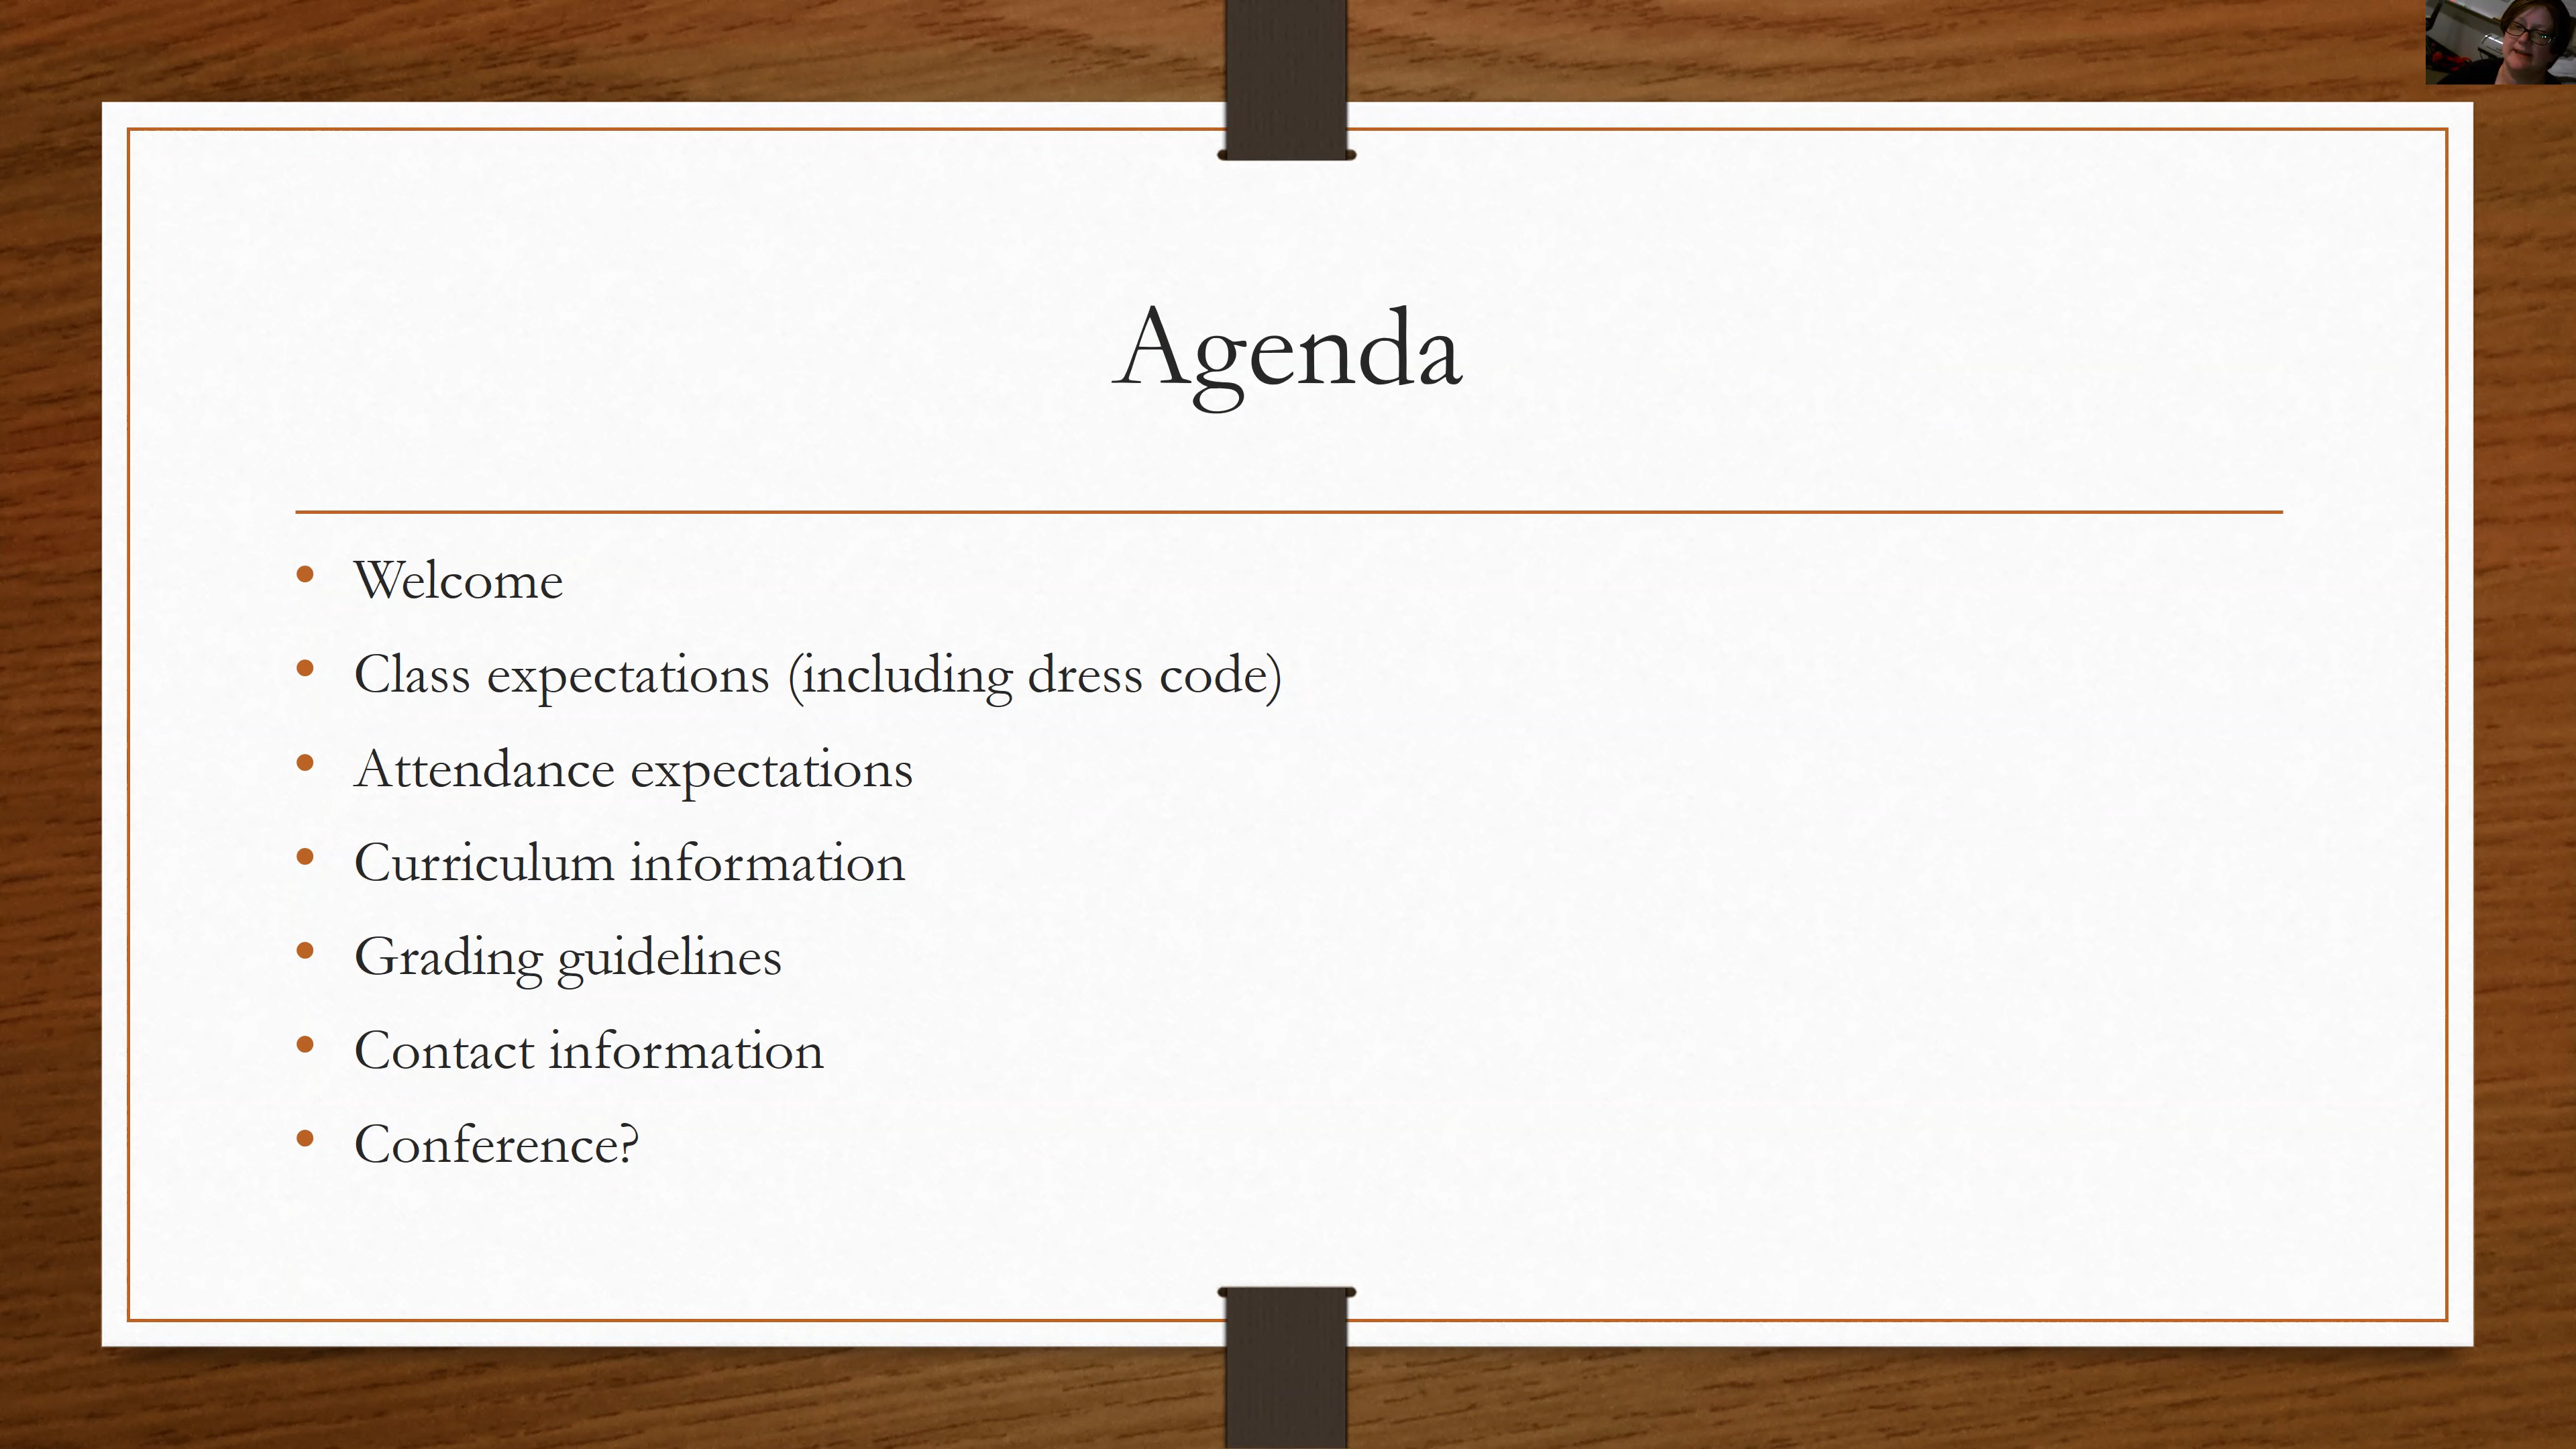 Agenda
• Welcome
• Class expectations (including dress code)
• Attendance expectations
• Curriculum information
• Grading guidelines
• Contact information
• Conference?